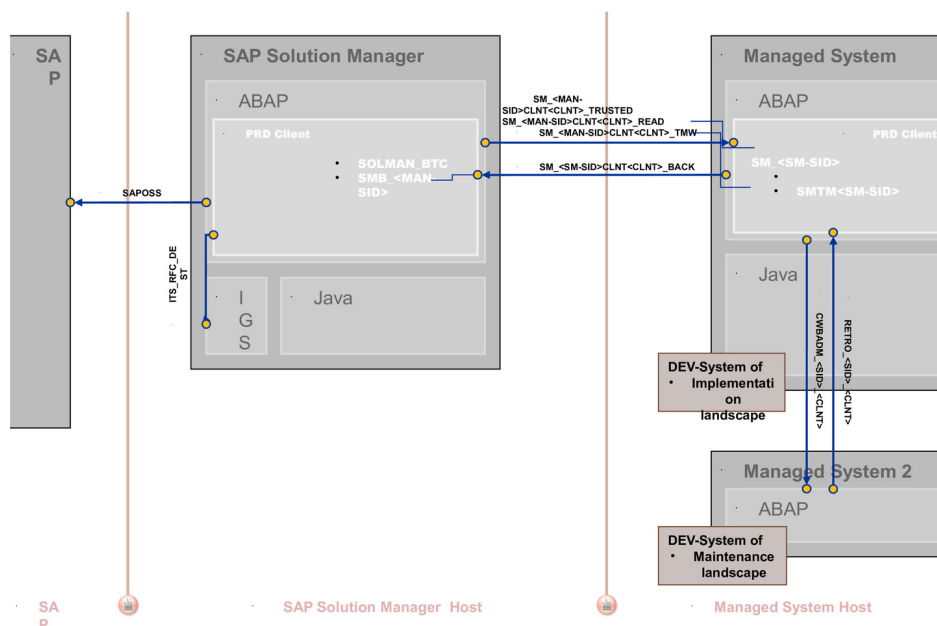 SA
P
SAP Solution Manager
ABAP
PRD Client
• SOLMAN_BTC
• SMB_<MAN-
SID>
SAPOSS
ITS_RFC_DE
ST
I
G
S
Java
SM_<MAN-
SID>CLNT<CLNT>_TRUSTED
SM_<MAN-SID>CLNT<CLNT>_READ
SM_<MAN-SID>CLNT<CLNT>_TMW
SM_<SM-SID>CLNT<CLNT>_BACK
Managed System
ABAP
PRD Client
SM_<SM-SID>
•
• SMTM<SM-SID>
Java
CWBADM_<SID>_<CLNT>
RETRO_<SID>_<CLNT>
DEV-System of
• Implementati
on
landscape
Managed System 2
ABAP
DEV-System of
• Maintenance
landscape
SA
P
SAP Solution Manager Host
Managed System Host